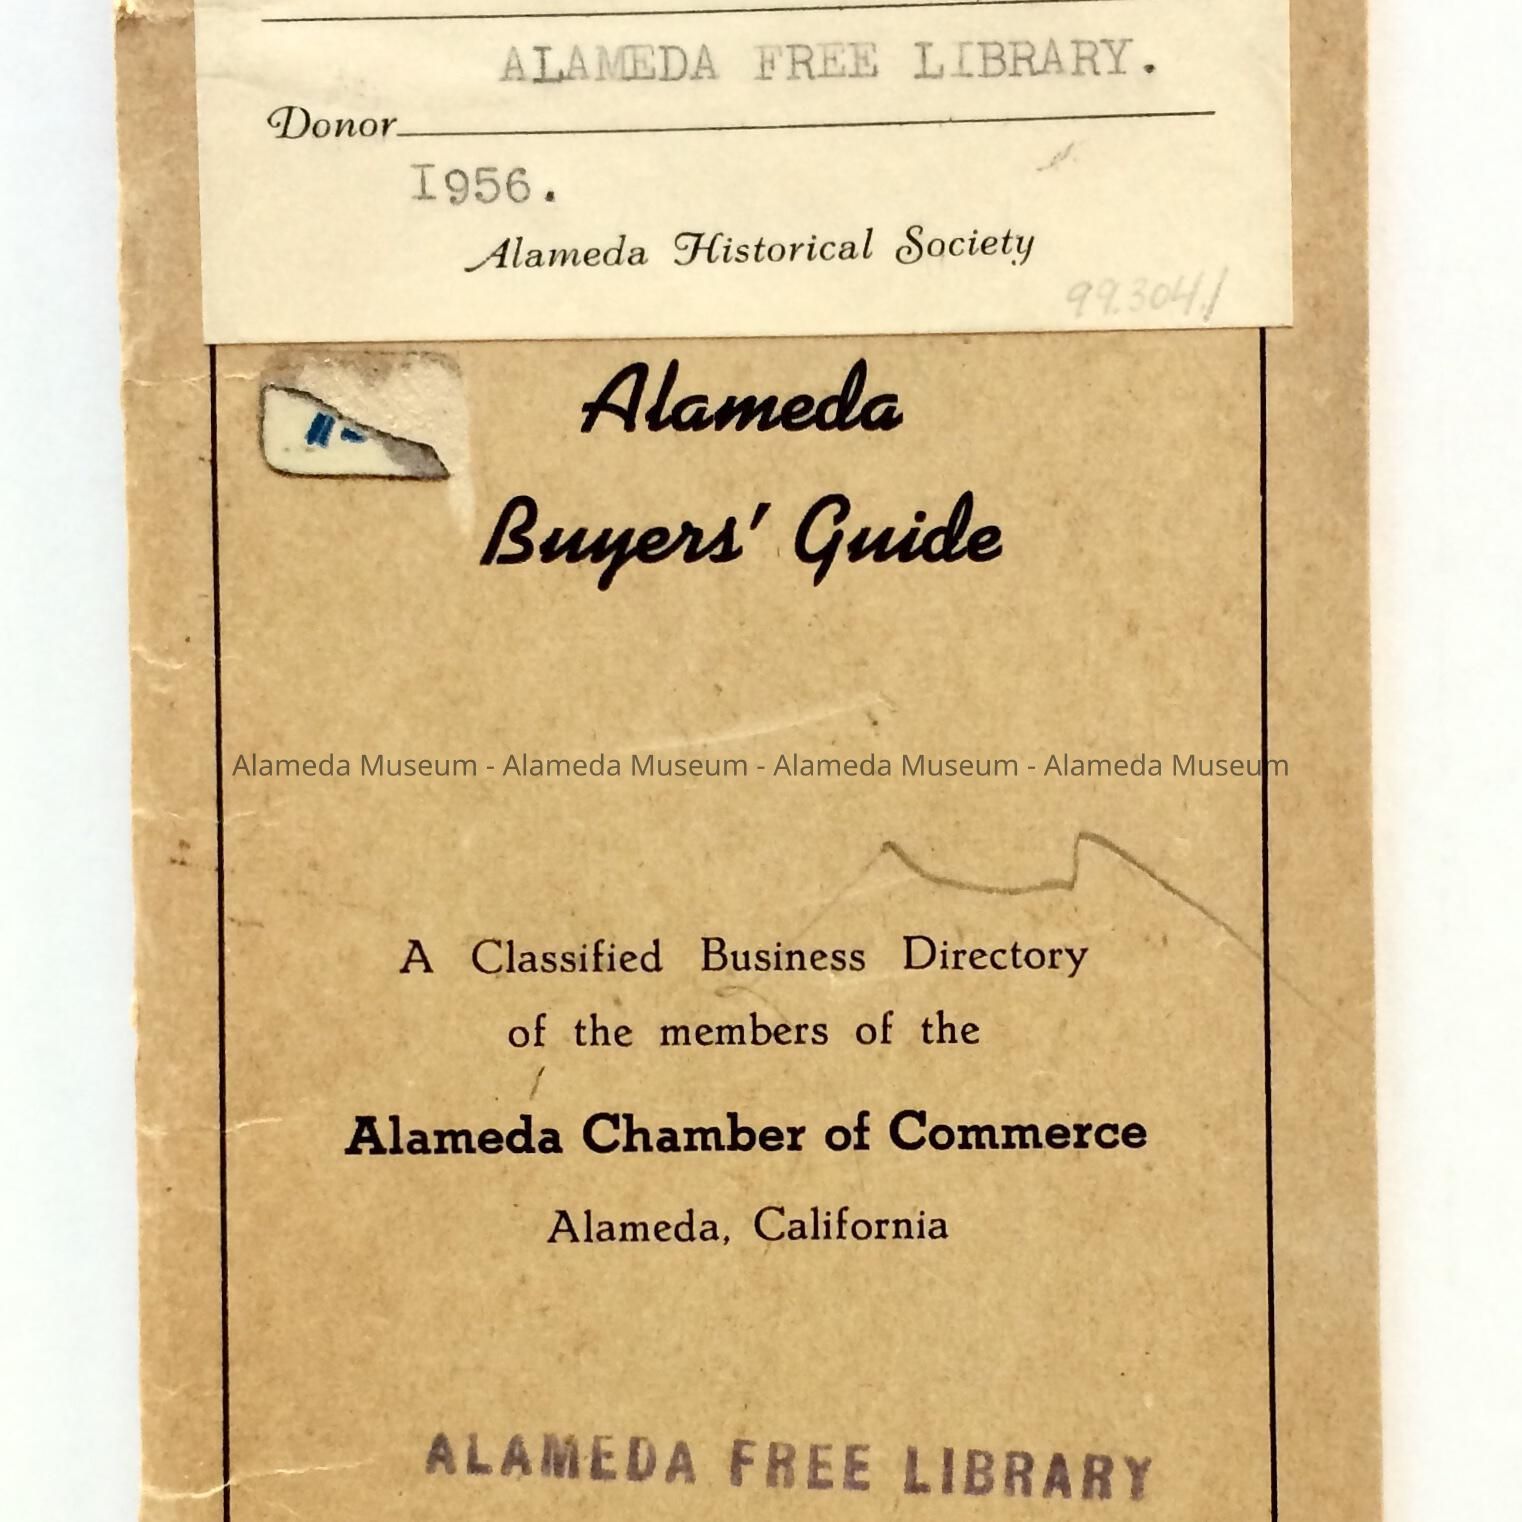 ALAMEDA FREE LIBRARY.
Donor
I956.
Alameda Historical Society
99.304.1
Alameda
Buyers' Guide
Alameda Museum - Alameda Museum - Alameda Museum - Alameda Museum
A Classified Business Directory
of the members of the
Alameda Chamber of Commerce
Alameda, California
ALAMEDA FREE LIBRARY